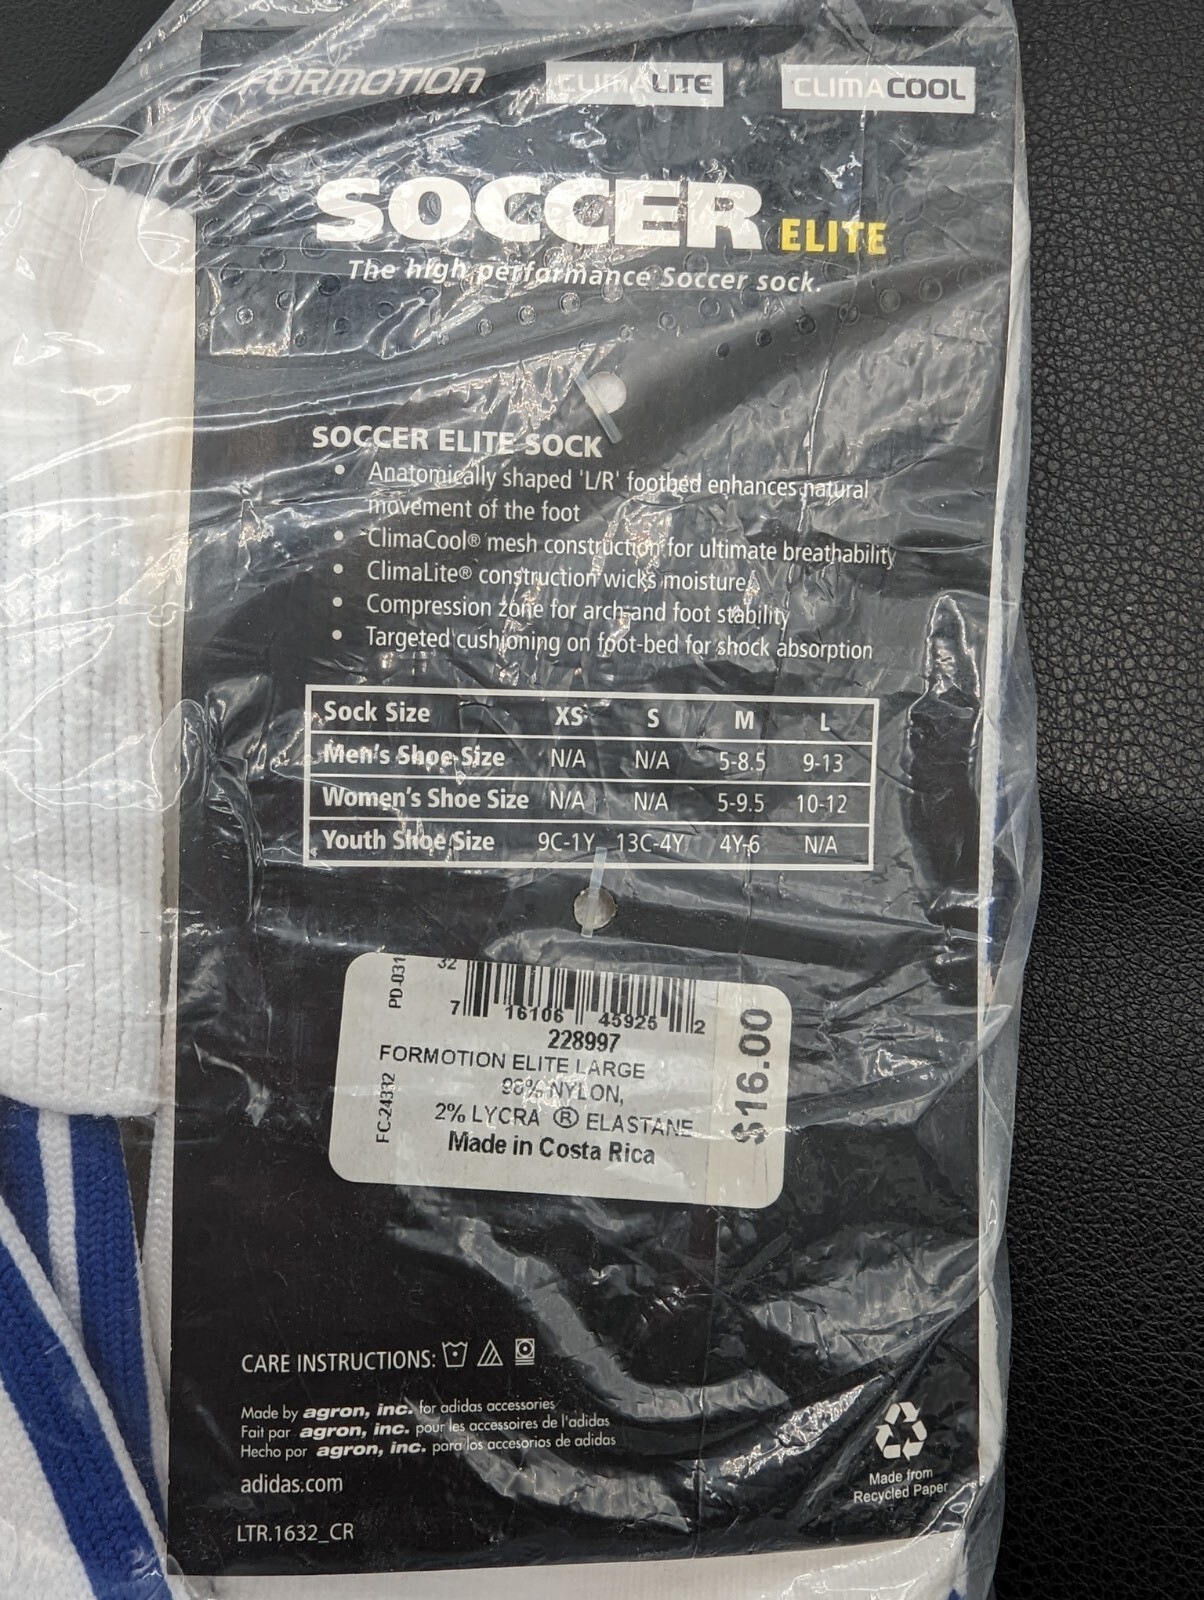 FORMOTION CLIMALITE CLIMACOOL
SOCCER ELITE
The high performance Soccer sock.
SOCCER ELITE SOCK
• Anatomically shaped 'L/R' footbed enhances natural
movement of the foot
• ClimaCool® mesh construction for ultimate breathability
• ClimaLite® construction wicks moisture
• Compression zone for arch and foot stability
• Targeted cushioning on foot-bed for shock absorption
Sock Size XS S M L
Men's Shoe Size N/A N/A 5-8.5 9-13
Women's Shoe Size N/A N/A 5-9.5 10-12
Youth Shoe Size 9C-1Y 13C-4Y 4Y-6 N/A
PD-031
32
7 16106 45925 2
228997
FORMOTION ELITE LARGE
98% NYLON,
2% LYCRA ® ELASTANE
Made in Costa Rica
FC-24332
$16.00
CARE INSTRUCTIONS:
Made by agron, inc. for adidas accessories
Fait par agron, inc. pour les accessoires de l'adidas
Hecho por agron, inc. para los accesorios de adidas
adidas.com
LTR.1632_CR
Made from
Recycled Paper